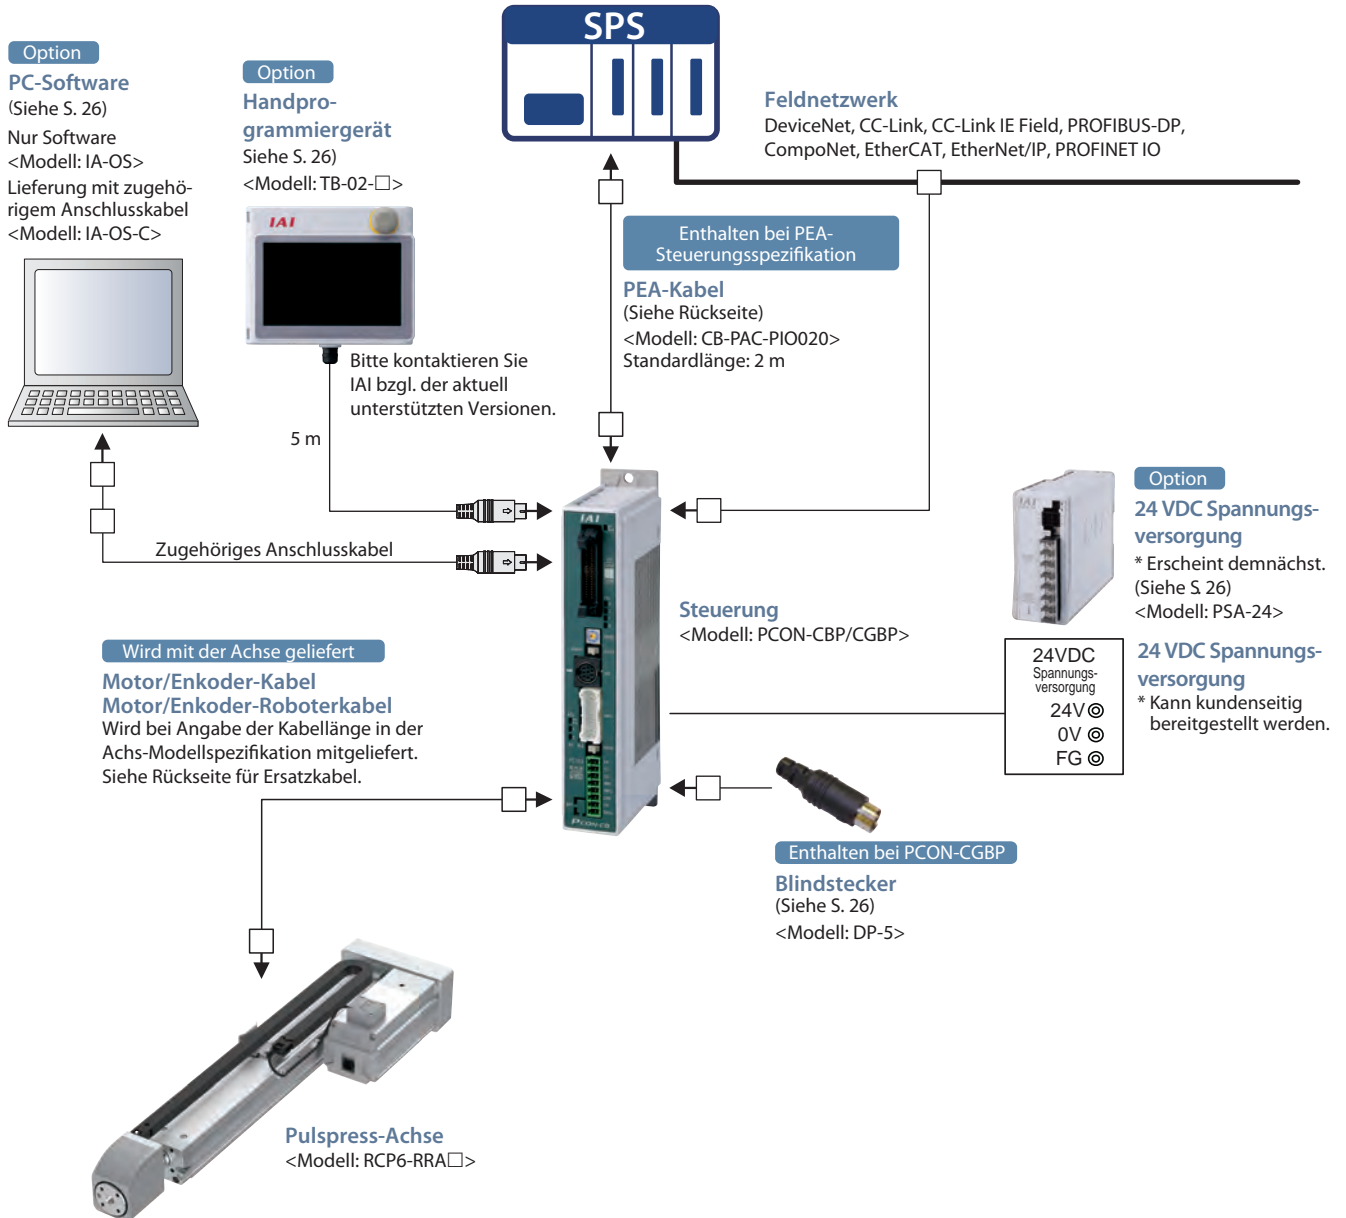 SPS
Option
PC-Software
(Siehe S. 26)
Nur Software
<Modell: IA-OS>
Lieferung mit zugehö-
rigem Anschlusskabel
<Modell: IA-OS-C>
Option
Handpro-
grammiergerät
Siehe S. 26)
<Modell: TB-02-□>
IAI
Bitte kontaktieren Sie
IAI bzgl. der aktuell
unterstützten Versionen.
5 m
Feldnetzwerk
DeviceNet, CC-Link, CC-Link IE Field, PROFIBUS-DP,
CompoNet, EtherCAT, EtherNet/IP, PROFINET IO
Enthalten bei PEA-
Steuerungsspezifikation
PEA-Kabel
(Siehe Rückseite)
<Modell: CB-PAC-PIO020>
Standardlänge: 2 m
Zugehöriges Anschlusskabel
IAI
PCON-CB
Steuerung
<Modell: PCON-CBP/CGBP>
IAI
Option
24 VDC Spannungs-
versorgung
* Erscheint demnächst.
(Siehe S. 26)
<Modell: PSA-24>
24VDC
Spannungs-
versorgung
24V
0V
FG
24 VDC Spannungs-
versorgung
* Kann kundenseitig
bereitgestellt werden.
Wird mit der Achse geliefert
Motor/Enkoder-Kabel
Motor/Enkoder-Roboterkabel
Wird bei Angabe der Kabellänge in der
Achs-Modellspezifikation mitgeliefert.
Siehe Rückseite für Ersatzkabel.
Enthalten bei PCON-CGBP
Blindstecker
(Siehe S. 26)
<Modell: DP-5>
Pulspress-Achse
<Modell: RCP6-RRA□>